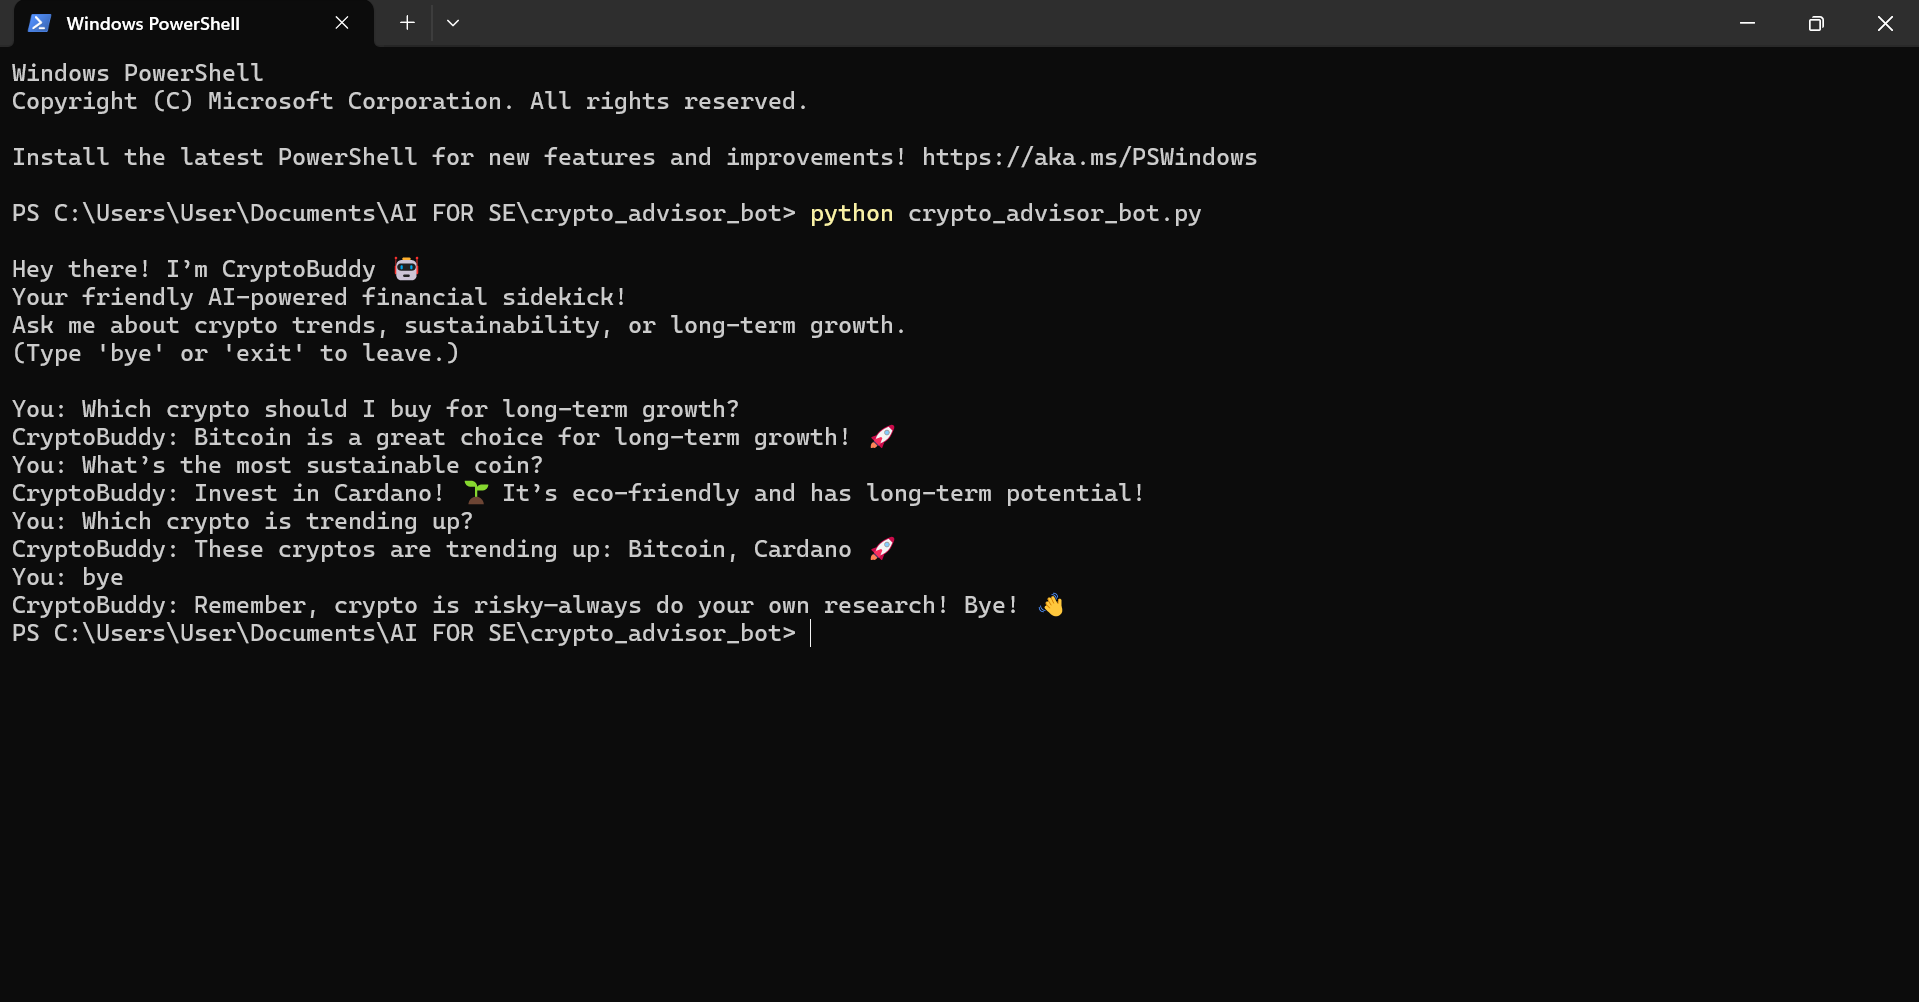 Windows PowerShell
Windows PowerShell
Copyright (C) Microsoft Corporation. All rights reserved.
Install the latest PowerShell for new features and improvements! https://aka.ms/PSWindows
PS C:\Users\User\Documents\AI FOR SE\crypto_advisor_bot> python crypto_advisor_bot.py
Hey there! I’m CryptoBuddy 🤖
Your friendly AI-powered financial sidekick!
Ask me about crypto trends, sustainability, or long-term growth.
(Type 'bye' or 'exit' to leave.)
You: Which crypto should I buy for long-term growth?
CryptoBuddy: Bitcoin is a great choice for long-term growth! 🚀
You: What’s the most sustainable coin?
CryptoBuddy: Invest in Cardano! 🌱 It’s eco-friendly and has long-term potential!
You: Which crypto is trending up?
CryptoBuddy: These cryptos are trending up: Bitcoin, Cardano 🚀
You: bye
CryptoBuddy: Remember, crypto is risky—always do your own research! Bye! 👋
PS C:\Users\User\Documents\AI FOR SE\crypto_advisor_bot>